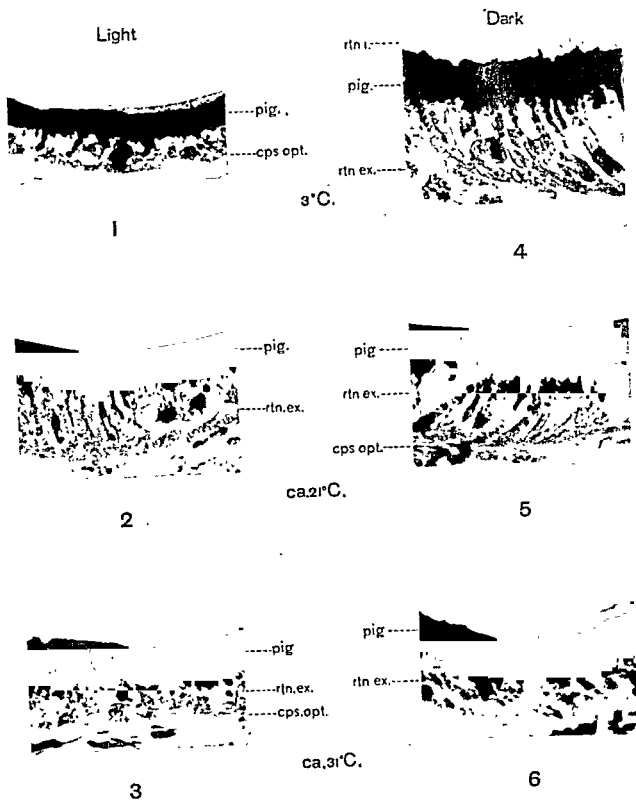 Light
Dark
pig.
cps opt.
1
rtn i.
pig.
rtn ex.
4
3°C.
pig.
rtn.ex.
2
pig
rtn ex.
cps opt.
5
ca.21°C.
pig
rtn.ex.
cps.opt.
3
pig
rtn ex.
6
ca.31°C.